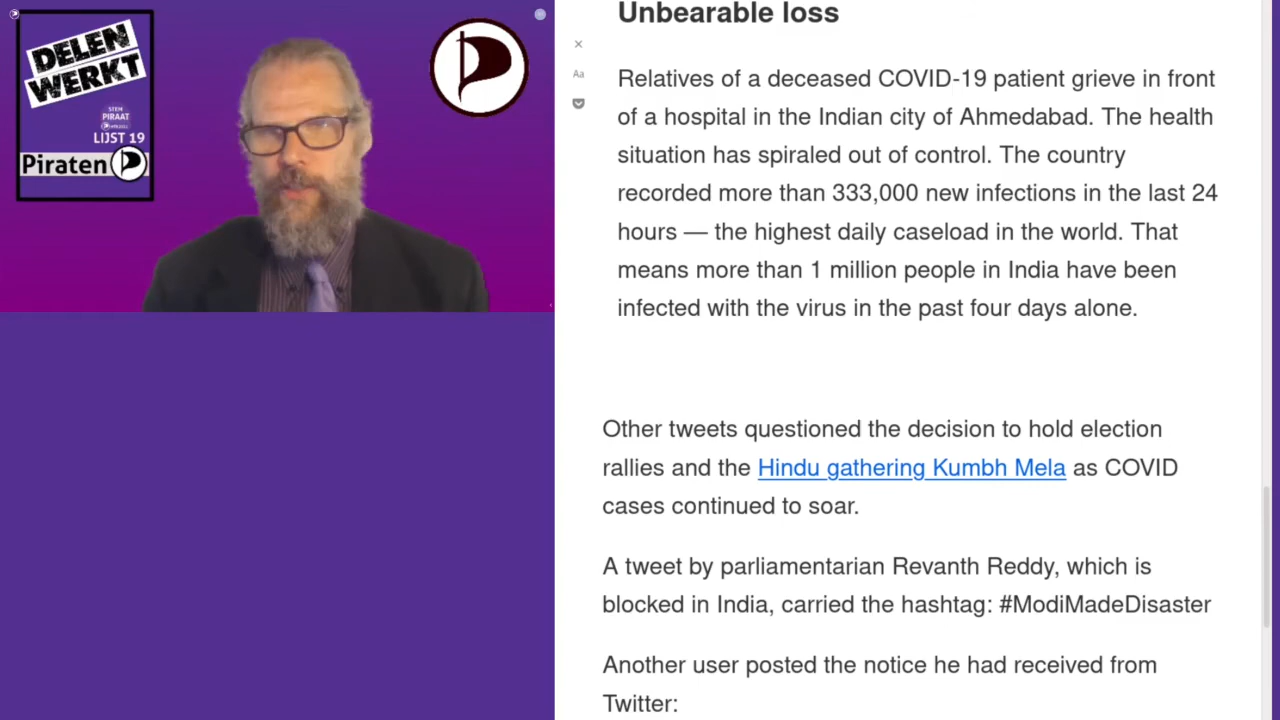 DELEN
WERKT
STEM
PIRAAT
LIJST 19
Piraten
Aa
Unbearable loss
Relatives of a deceased COVID-19 patient grieve in front
of a hospital in the Indian city of Ahmedabad. The health
situation has spiraled out of control. The country
recorded more than 333,000 new infections in the last 24
hours — the highest daily caseload in the world. That
means more than 1 million people in India have been
infected with the virus in the past four days alone.
Other tweets questioned the decision to hold election
rallies and the Hindu gathering Kumbh Mela as COVID
cases continued to soar.
A tweet by parliamentarian Revanth Reddy, which is
blocked in India, carried the hashtag: #ModiMadeDisaster
Another user posted the notice he had received from
Twitter: